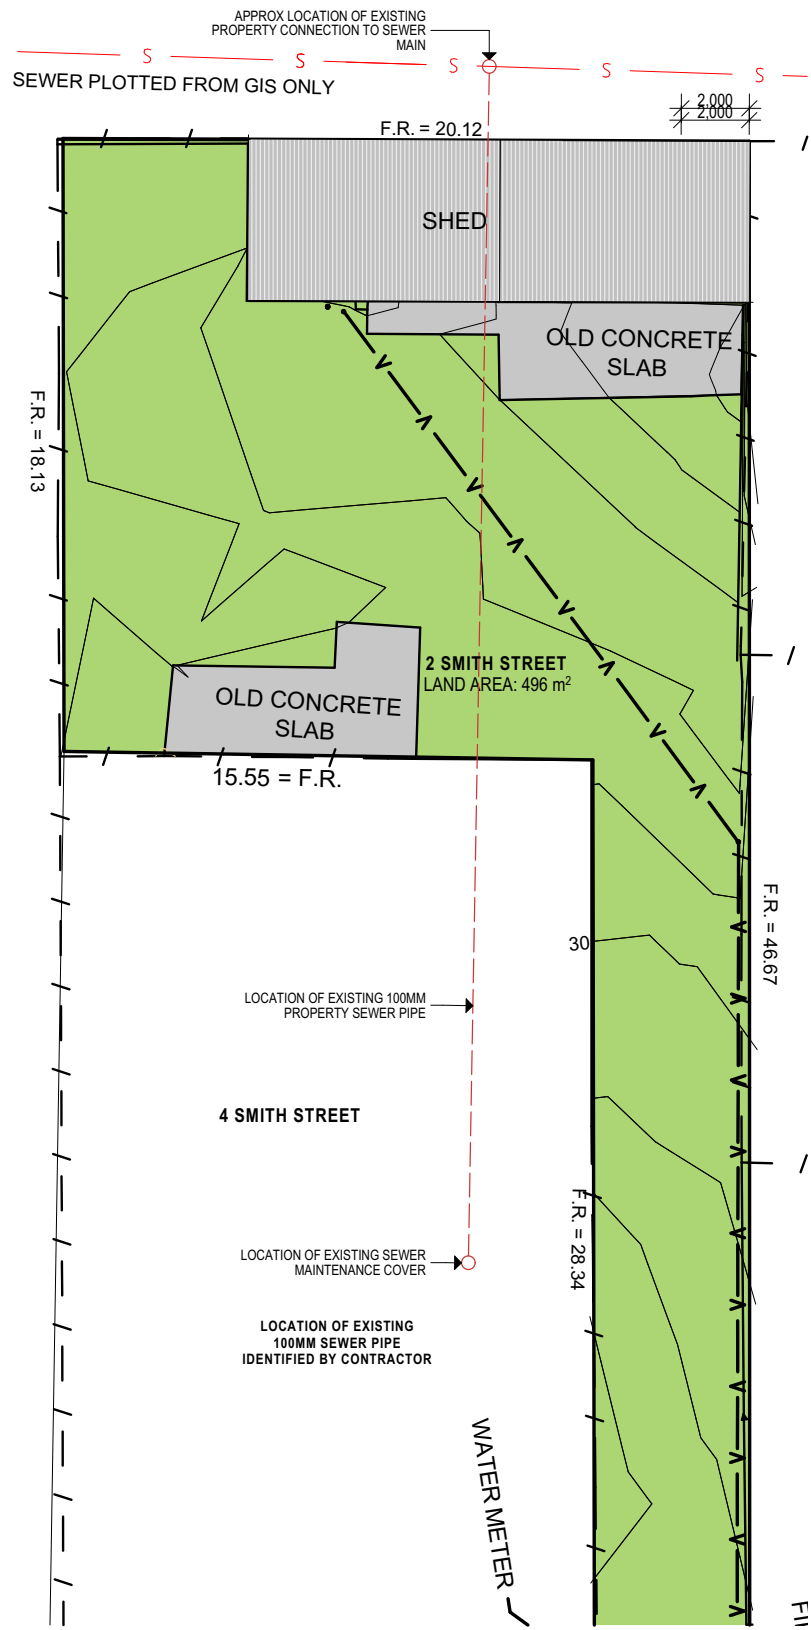 APPROX LOCATION OF EXISTING
PROPERTY CONNECTION TO SEWER
MAIN
S S S S S
SEWER PLOTTED FROM GIS ONLY
2,000
2,000
F.R. = 20.12
SHED
OLD CONCRETE
SLAB
F.R. = 18.13
2 SMITH STREET
LAND AREA: 496 m²
OLD CONCRETE
SLAB
15.55 = F.R.
F.R. = 46.67
30
LOCATION OF EXISTING 100MM
PROPERTY SEWER PIPE
4 SMITH STREET
F.R. = 28.34
LOCATION OF EXISTING SEWER
MAINTENANCE COVER
LOCATION OF EXISTING
100MM SEWER PIPE
IDENTIFIED BY CONTRACTOR
WATER METER